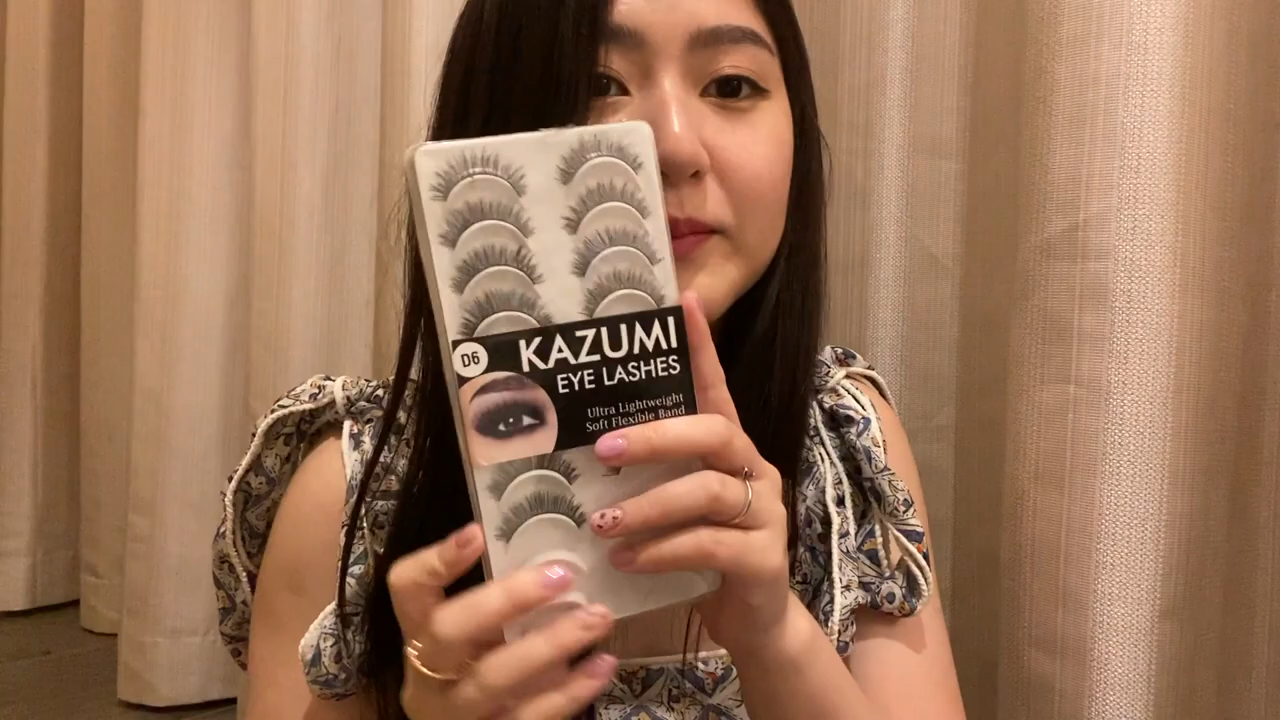 D6
KAZUMI
EYE LASHES
Ultra Lightweight
Soft Flexible Band